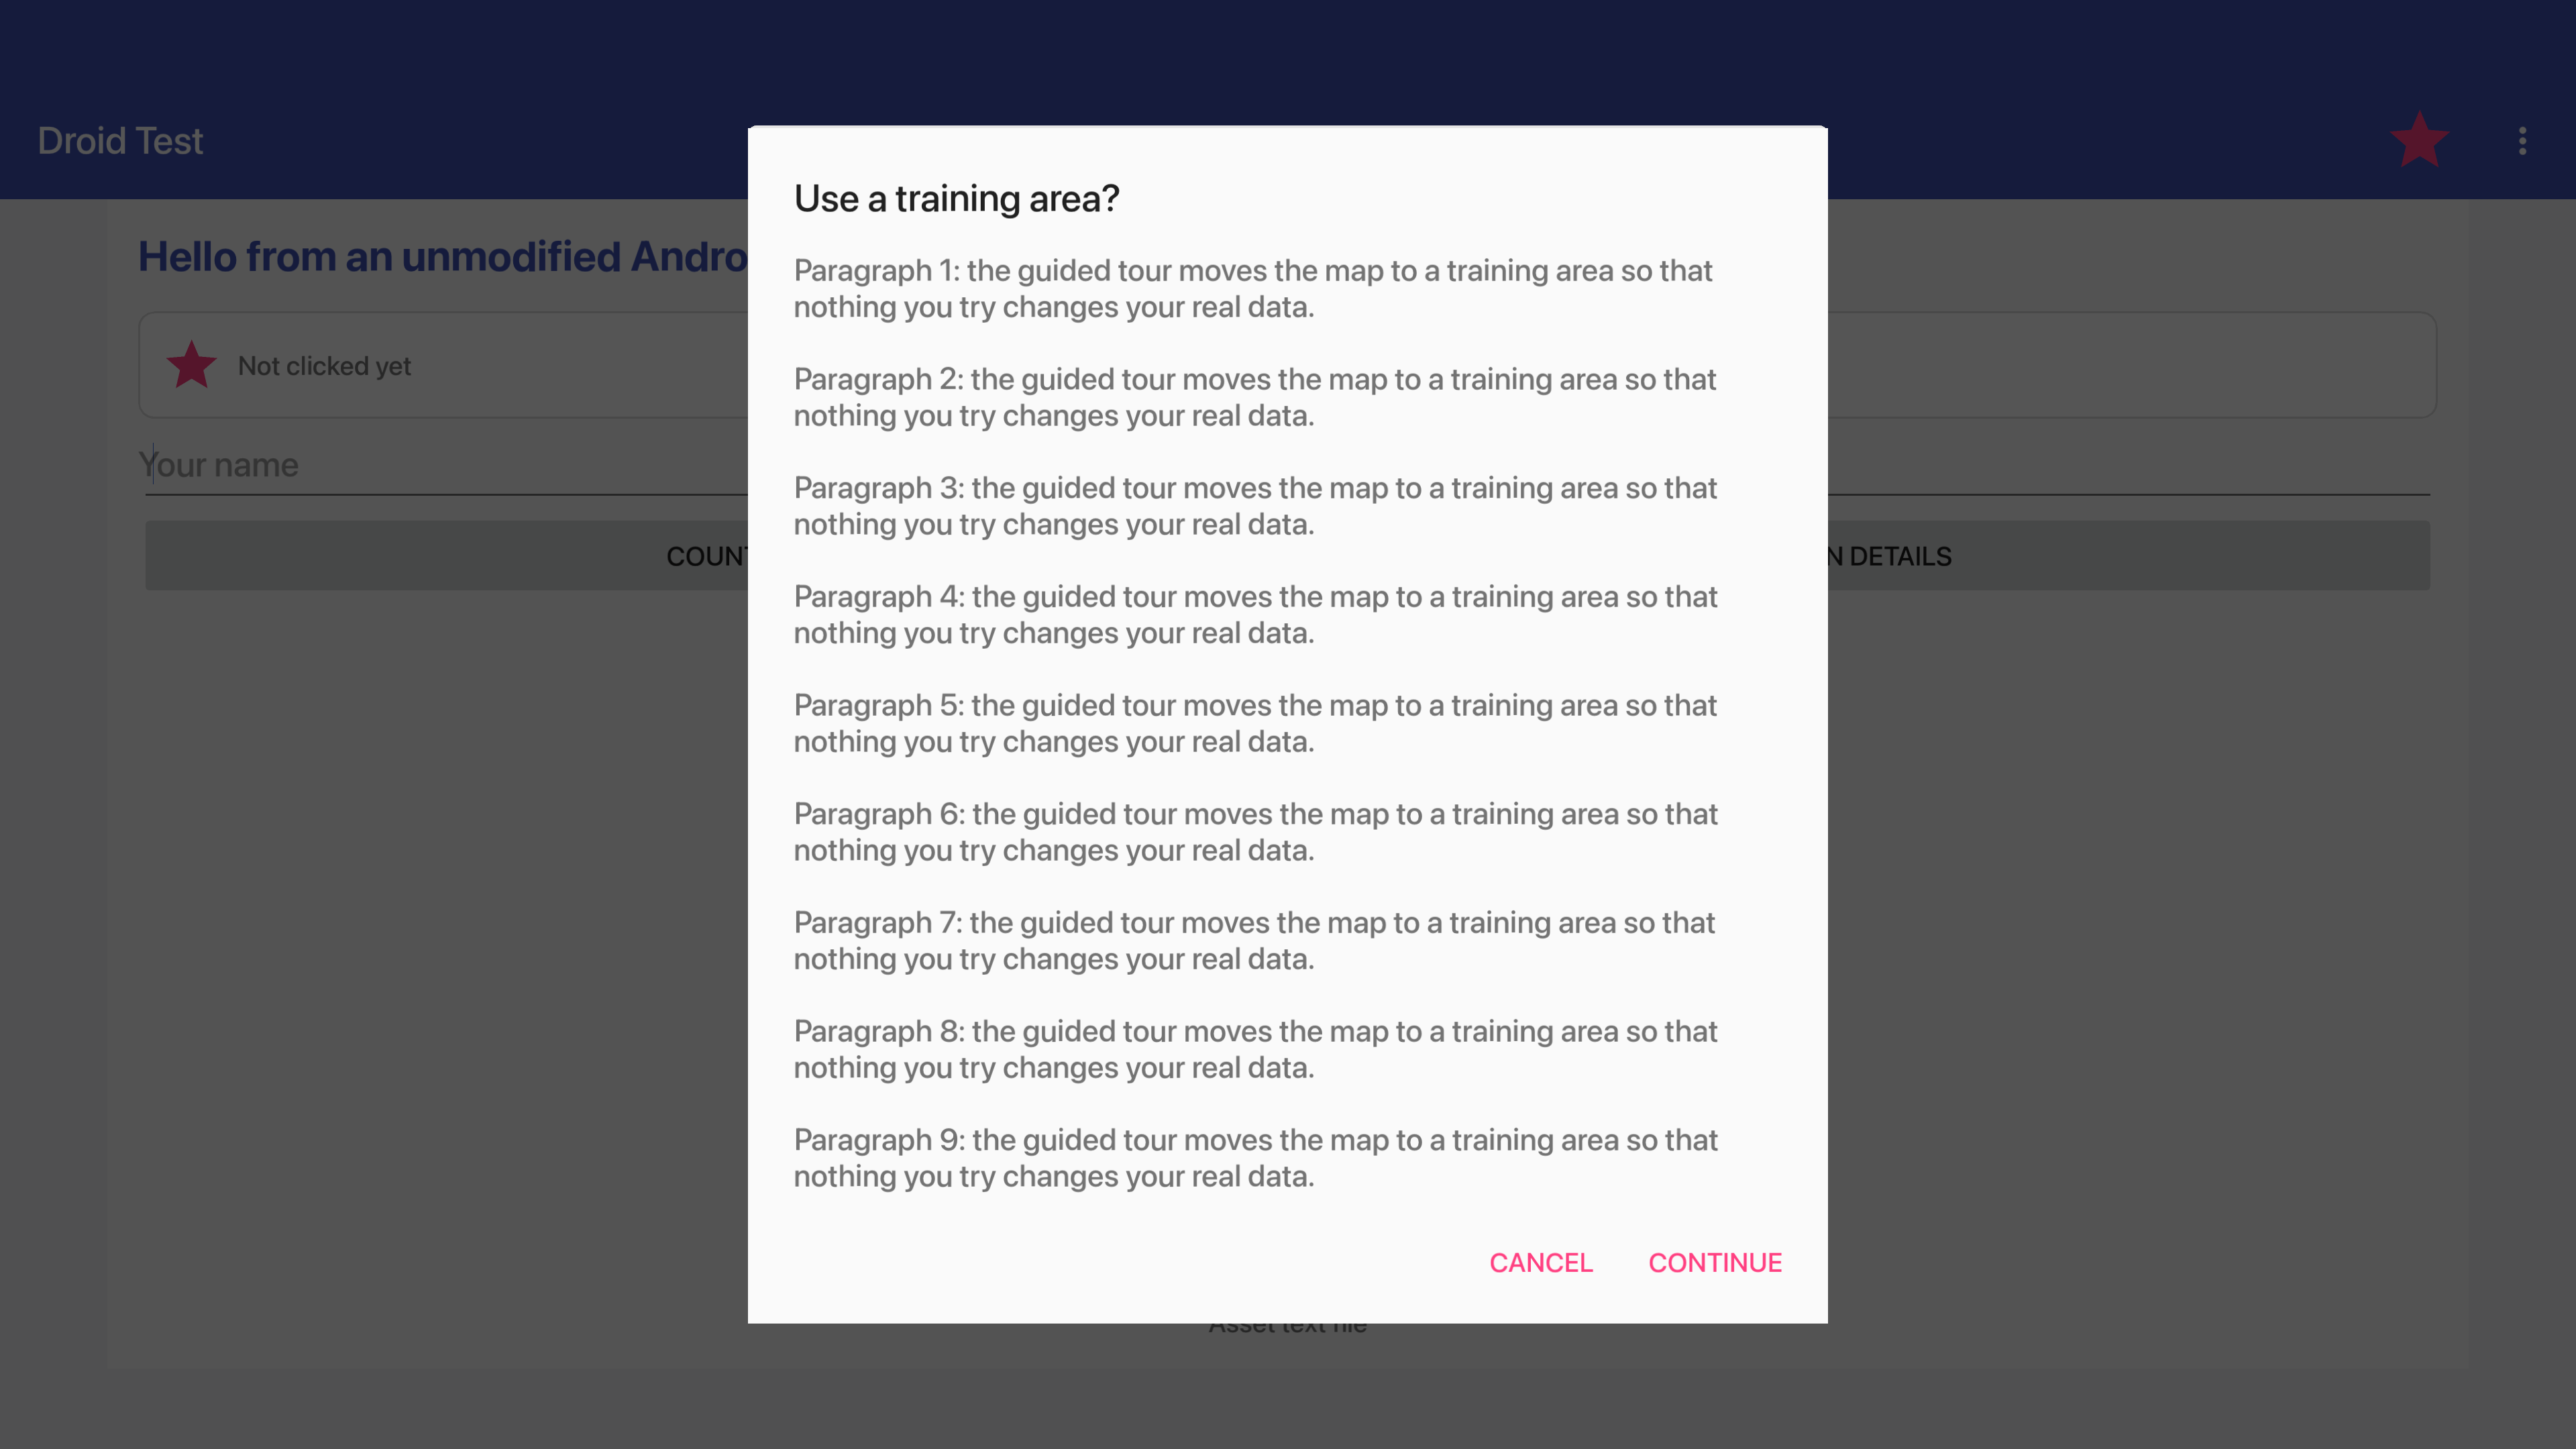 Droid Test
Use a training area?
Hello from an unmodified Andro
Paragraph 1: the guided tour moves the map to a training area so that
nothing you try changes your real data.
Not clicked yet
Paragraph 2: the guided tour moves the map to a training area so that
nothing you try changes your real data.
Your name
Paragraph 3: the guided tour moves the map to a training area so that
nothing you try changes your real data.
COUNT
N DETAILS
Paragraph 4: the guided tour moves the map to a training area so that
nothing you try changes your real data.
Paragraph 5: the guided tour moves the map to a training area so that
nothing you try changes your real data.
Paragraph 6: the guided tour moves the map to a training area so that
nothing you try changes your real data.
Paragraph 7: the guided tour moves the map to a training area so that
nothing you try changes your real data.
Paragraph 8: the guided tour moves the map to a training area so that
nothing you try changes your real data.
Paragraph 9: the guided tour moves the map to a training area so that
nothing you try changes your real data.
CANCEL CONTINUE
Asset text file